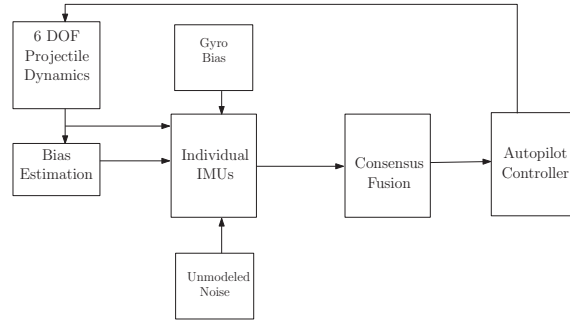 6 DOF
Projectile
Dynamics
Gyro
Bias
Bias
Estimation
Individual
IMUs
Consensus
Fusion
Autopilot
Controller
Unmodeled
Noise